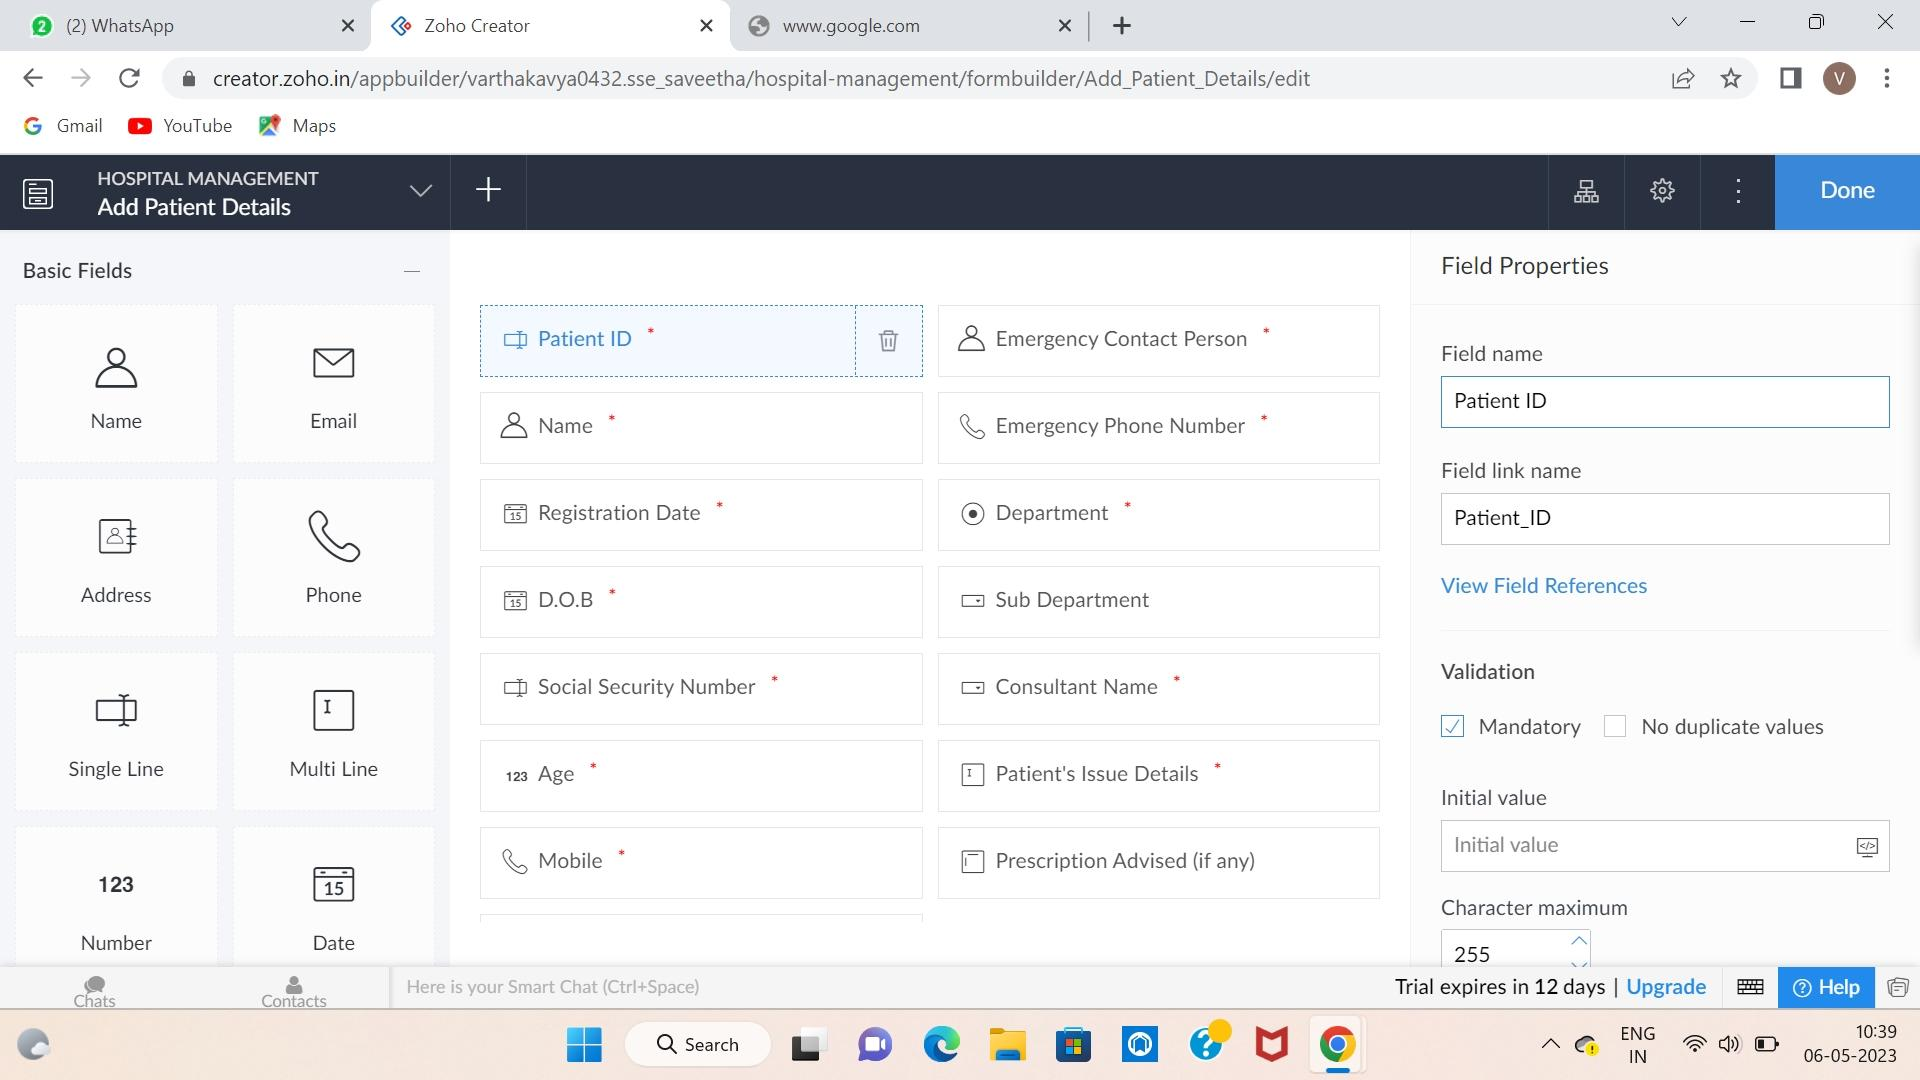 2 (2) WhatsApp
Zoho Creator
www.google.com
creator.zoho.in/appbuilder/varthakavya0432.sse_saveetha/hospital-management/formbuilder/Add_Patient_Details/edit
V
Gmail
YouTube
Maps
HOSPITAL MANAGEMENT
Add Patient Details
Done
Basic Fields
Name
Email
Address
Phone
Single Line
Multi Line
123
Number
15
Date
Patient ID *
Emergency Contact Person *
Name *
Emergency Phone Number *
15 Registration Date *
Department *
15 D.O.B *
Sub Department
Social Security Number *
Consultant Name *
123 Age *
Patient's Issue Details *
Mobile *
Prescription Advised (if any)
Field Properties
Field name
Patient ID
Field link name
Patient_ID
View Field References
Validation
Mandatory
No duplicate values
Initial value
Initial value
Character maximum
255
Chats
Contacts
Here is your Smart Chat (Ctrl+Space)
Trial expires in 12 days | Upgrade
Help
Search
ENG
IN
10:39
06-05-2023